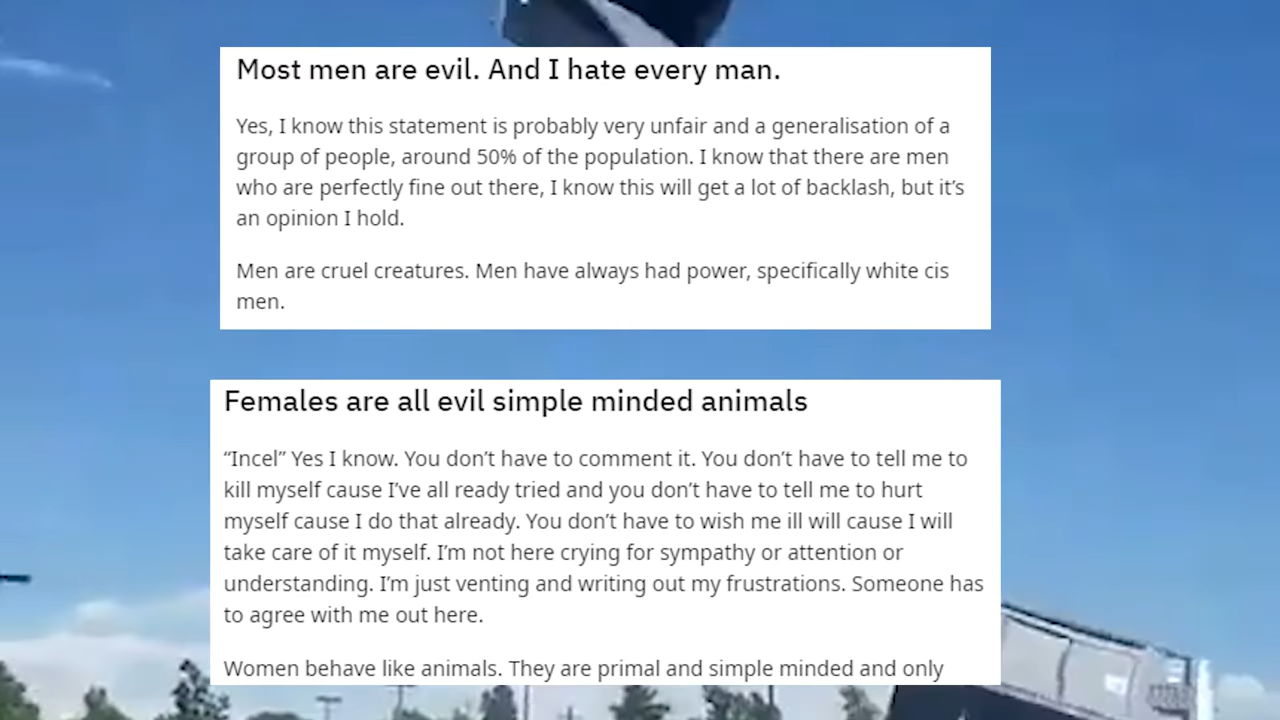 Most men are evil. And I hate every man.
Yes, I know this statement is probably very unfair and a generalisation of a
group of people, around 50% of the population. I know that there are men
who are perfectly fine out there, I know this will get a lot of backlash, but it’s
an opinion I hold.
Men are cruel creatures. Men have always had power, specifically white cis
men.
Females are all evil simple minded animals
“Incel” Yes I know. You don’t have to comment it. You don’t have to tell me to
kill myself cause I’ve all ready tried and you don’t have to tell me to hurt
myself cause I do that already. You don’t have to wish me ill will cause I will
take care of it myself. I’m not here crying for sympathy or attention or
understanding. I’m just venting and writing out my frustrations. Someone has
to agree with me out here.
Women behave like animals. They are primal and simple minded and only